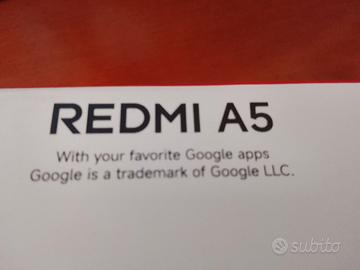 REDMI A5
With your favorite Google apps
Google is a trademark of Google LLC.
subito